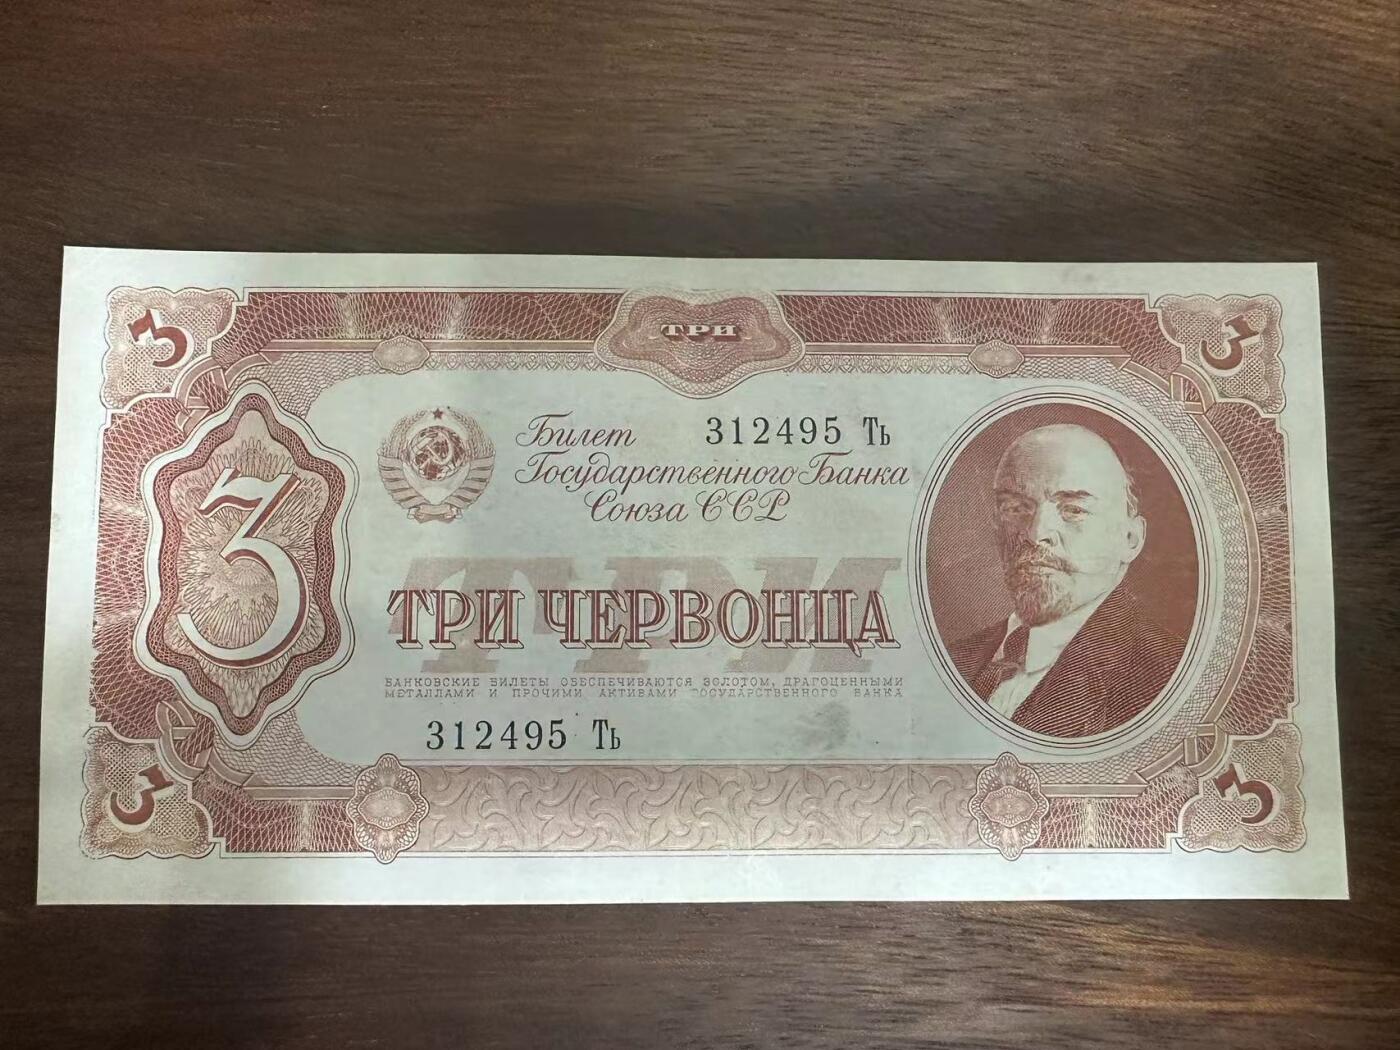 3
ТРИ
3
Билет 312495 Ть
Государственного Банка
Союза ССР
3
ТРИ
ТРИ ЧЕРВОНЦА
БАНКОВСКИЕ БИЛЕТЫ ОБЕСПЕЧИВАЮТСЯ ЗОЛОТОМ, ДРАГОЦЕННЫМИ
МЕТАЛЛАМИ И ПРОЧИМИ АКТИВАМИ ГОСУДАРСТВЕННОГО БАНКА
312495 Ть
3
3